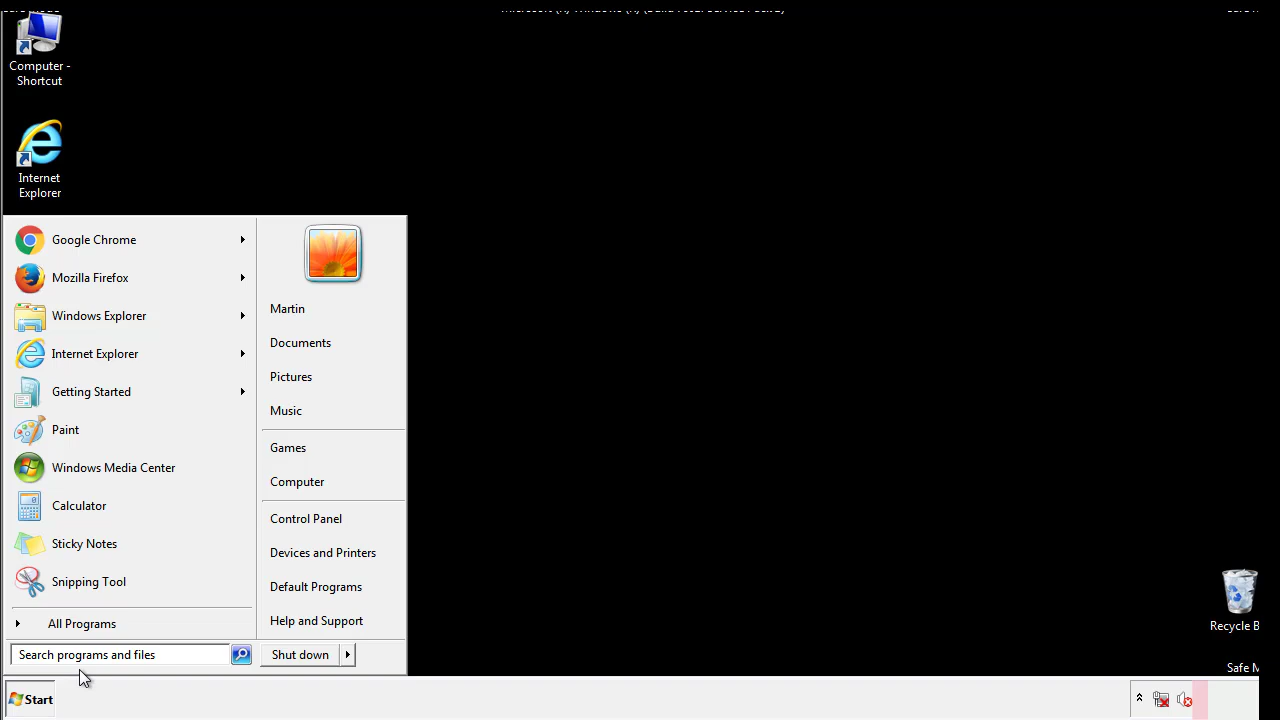 Computer -
Shortcut
Internet
Explorer
Google Chrome
Mozilla Firefox
Windows Explorer
Internet Explorer
Getting Started
Paint
Windows Media Center
Calculator
Sticky Notes
Snipping Tool
All Programs
Search programs and files
Martin
Documents
Pictures
Music
Games
Computer
Control Panel
Devices and Printers
Default Programs
Help and Support
Shut down
Recycle B
Safe M
Start